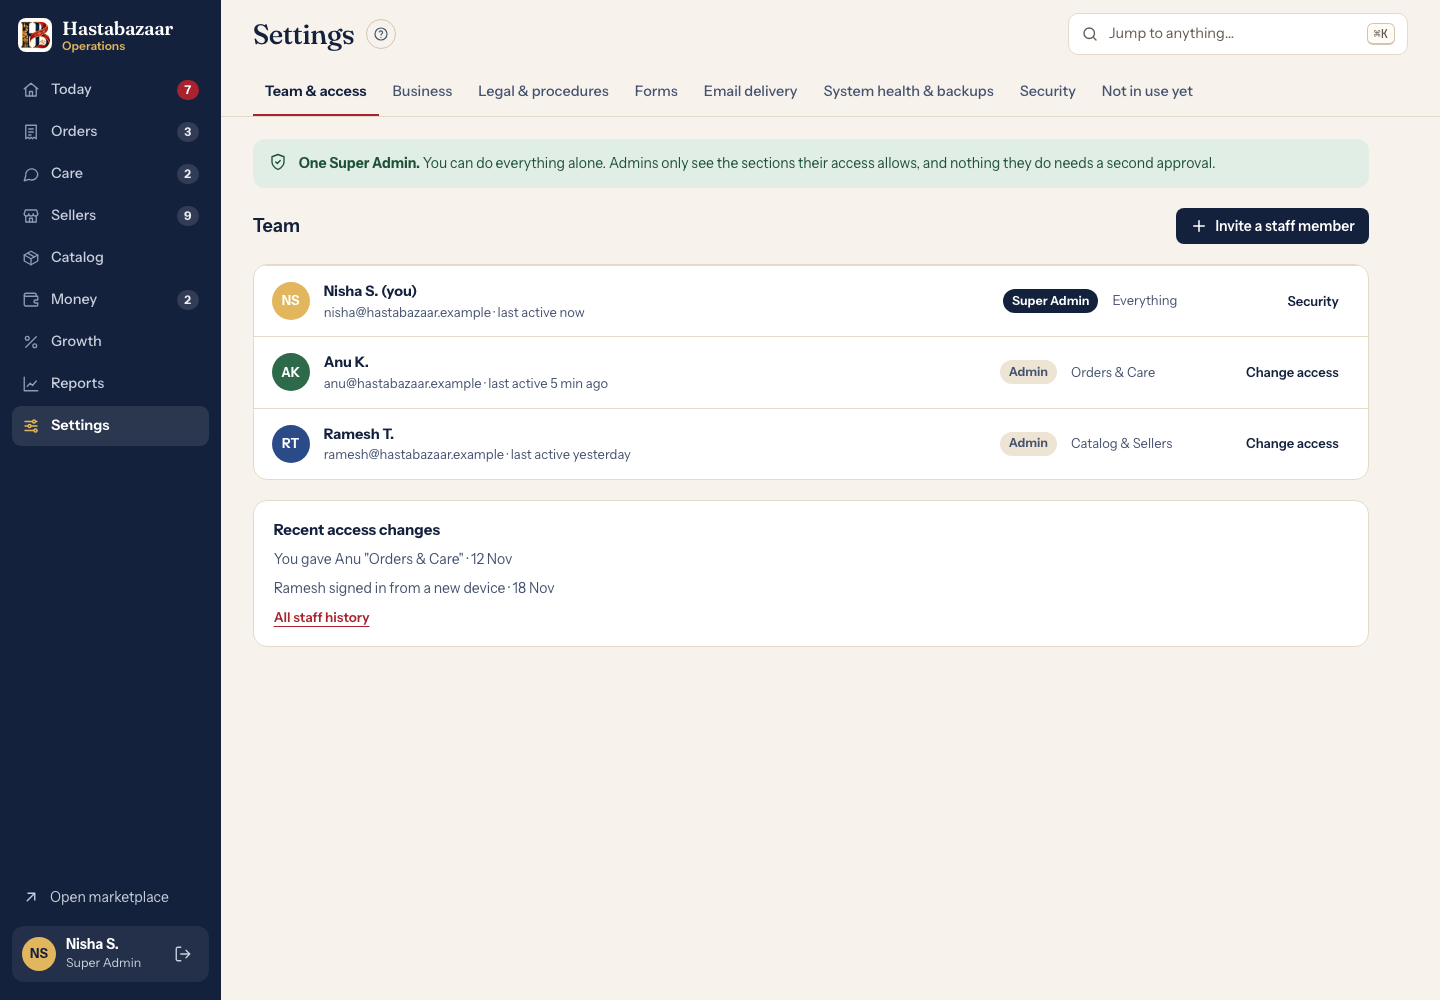 Hastabazaar
Operations
Today 7
Orders 3
Care 2
Sellers 9
Catalog
Money 2
Growth
Reports
Settings
Open marketplace
NS Nisha S.
Super Admin
Settings
Jump to anything... ⌘K
Team & access Business Legal & procedures Forms Email delivery System health & backups Security Not in use yet
One Super Admin. You can do everything alone. Admins only see the sections their access allows, and nothing they do needs a second approval.
Team
+ Invite a staff member
NS Nisha S. (you) Super Admin Everything Security
nisha@hastabazaar.example · last active now
AK Anu K. Admin Orders & Care Change access
anu@hastabazaar.example · last active 5 min ago
RT Ramesh T. Admin Catalog & Sellers Change access
ramesh@hastabazaar.example · last active yesterday
Recent access changes
You gave Anu "Orders & Care" · 12 Nov
Ramesh signed in from a new device · 18 Nov
All staff history